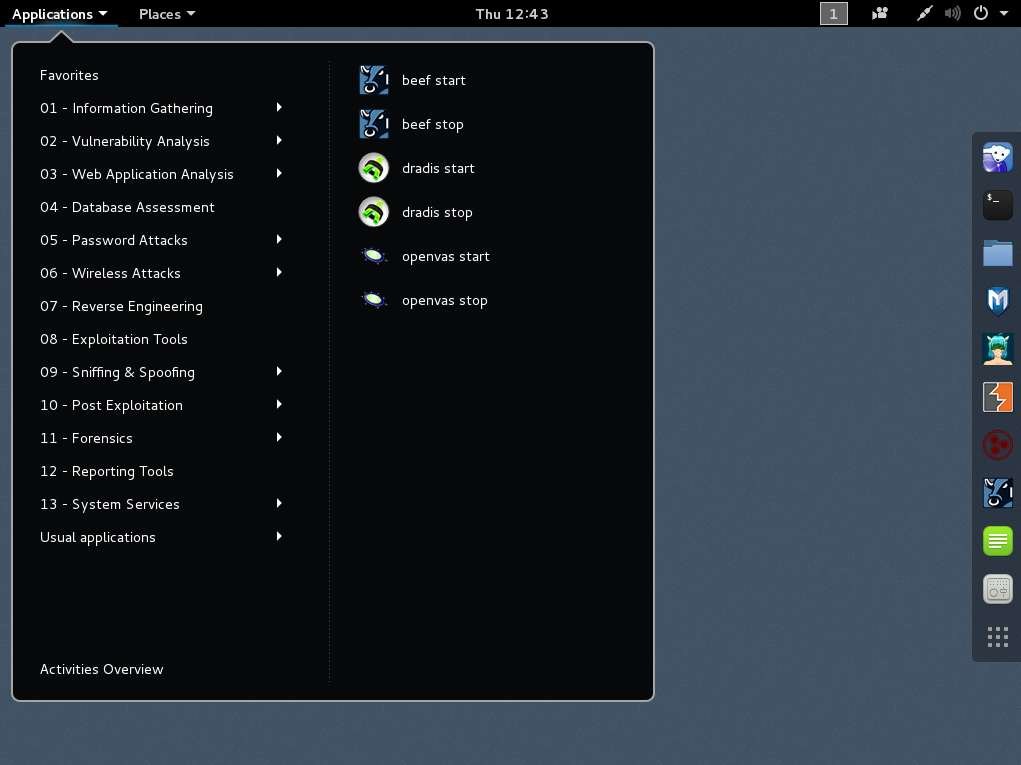 Applications Places Thu 12:43 1
Favorites
01 - Information Gathering
02 - Vulnerability Analysis
03 - Web Application Analysis
04 - Database Assessment
05 - Password Attacks
06 - Wireless Attacks
07 - Reverse Engineering
08 - Exploitation Tools
09 - Sniffing & Spoofing
10 - Post Exploitation
11 - Forensics
12 - Reporting Tools
13 - System Services
Usual applications
Activities Overview
beef start
beef stop
dradis start
dradis stop
openvas start
openvas stop
$_